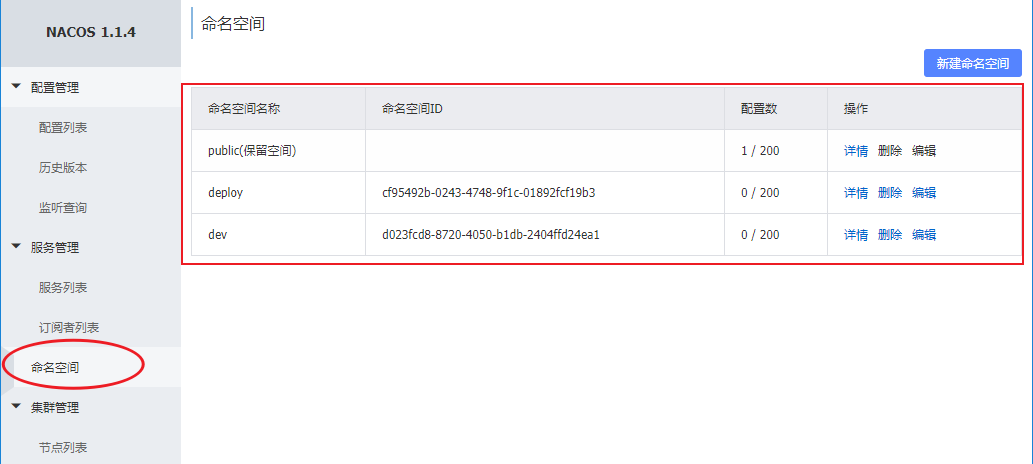 NACOS 1.1.4
配置管理
配置列表
历史版本
监听查询
服务管理
服务列表
订阅者列表
命名空间
集群管理
节点列表
命名空间
新建命名空间
命名空间名称 命名空间ID 配置数 操作
public(保留空间) 1 / 200 详情 删除 编辑
deploy cf95492b-0243-4748-9f1c-01892fcf19b3 0 / 200 详情 删除 编辑
dev d023fcd8-8720-4050-b1db-2404ffd24ea1 0 / 200 详情 删除 编辑